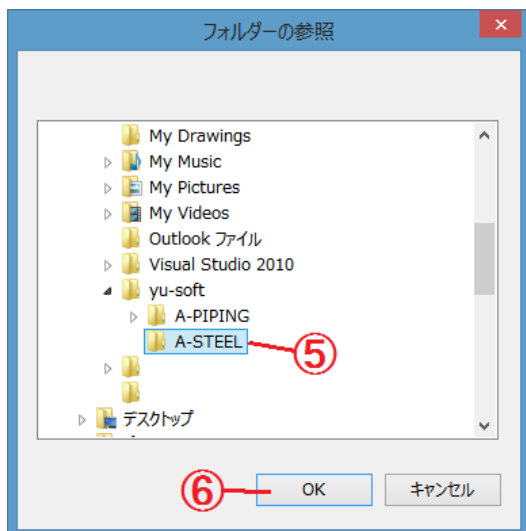 フォルダーの参照
My Drawings
My Music
My Pictures
My Videos
Outlook ファイル
Visual Studio 2010
yu-soft
A-PIPING
A-STEEL
⑤
デスクトップ
⑥ OK キャンセル